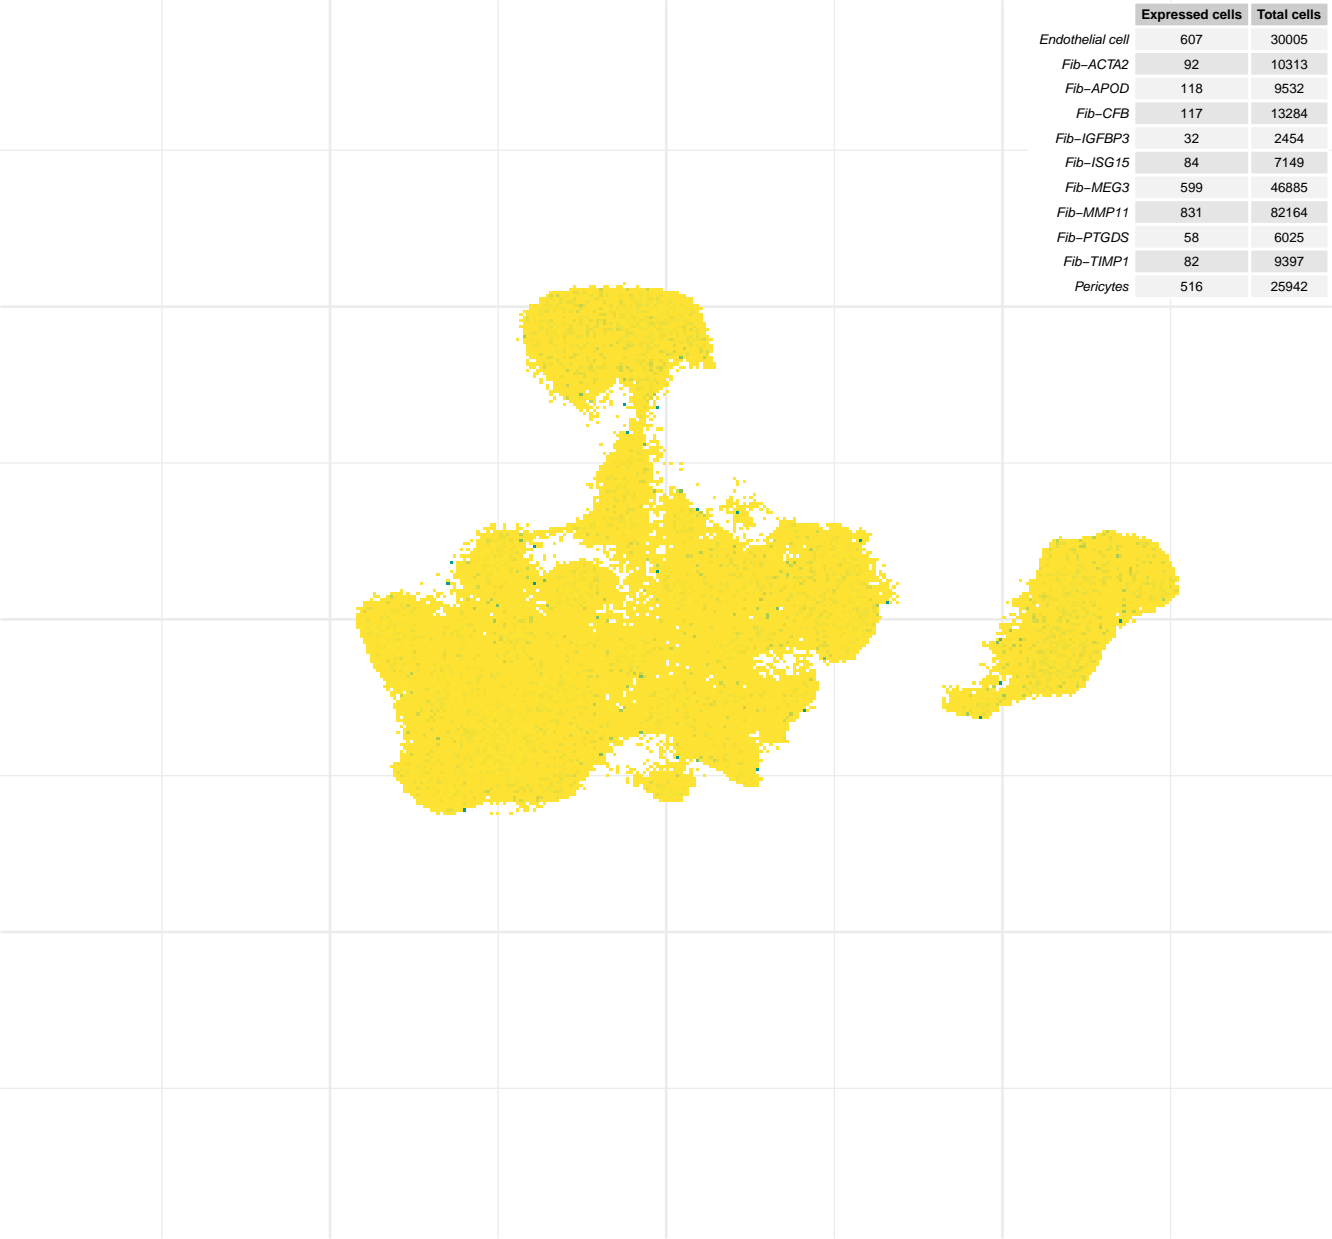 Expressed cells Total cells
Endothelial cell 607 30005
Fib−ACTA2 92 10313
Fib−APOD 118 9532
Fib−CFB 117 13284
Fib−IGFBP3 32 2454
Fib−ISG15 84 7149
Fib−MEG3 599 46885
Fib−MMP11 831 82164
Fib−PTGDS 58 6025
Fib−TIMP1 82 9397
Pericytes 516 25942